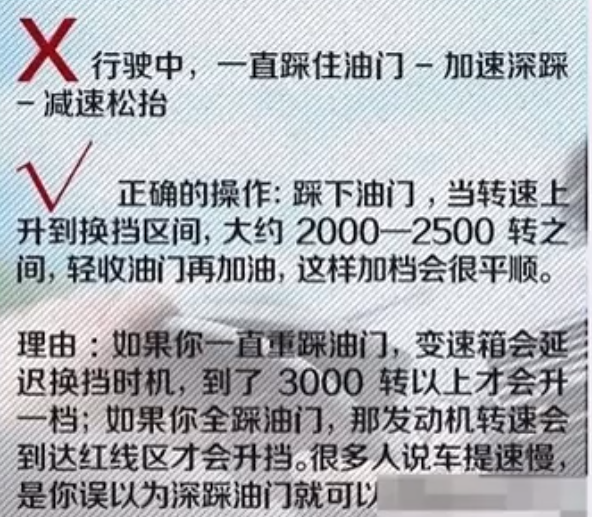 X 行驶中，一直踩住油门 – 加速深踩
– 减速松抬
√ 正确的操作：踩下油门，当转速上
升到换挡区间，大约 2000—2500 转之
间，轻收油门再加油，这样加档会很平顺。
理由：如果你一直重踩油门，变速箱会延
迟换挡时机，到了 3000 转以上才会升
一档；如果你全踩油门，那发动机转速会
到达红线区才会升挡。很多人说车提速慢，
是你误以为深踩油门就可以